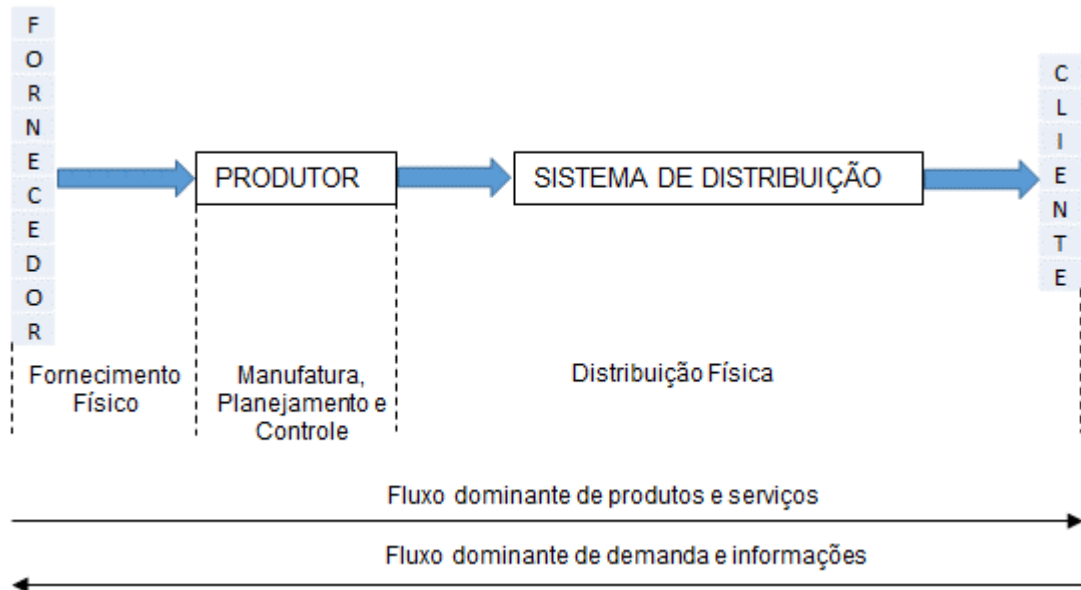 FORNECEDOR
PRODUTOR
SISTEMA DE DISTRIBUIÇÃO
CLIENTE
Fornecimento
Físico
Manufatura,
Planejamento e
Controle
Distribuição Física
Fluxo dominante de produtos e serviços
Fluxo dominante de demanda e informações